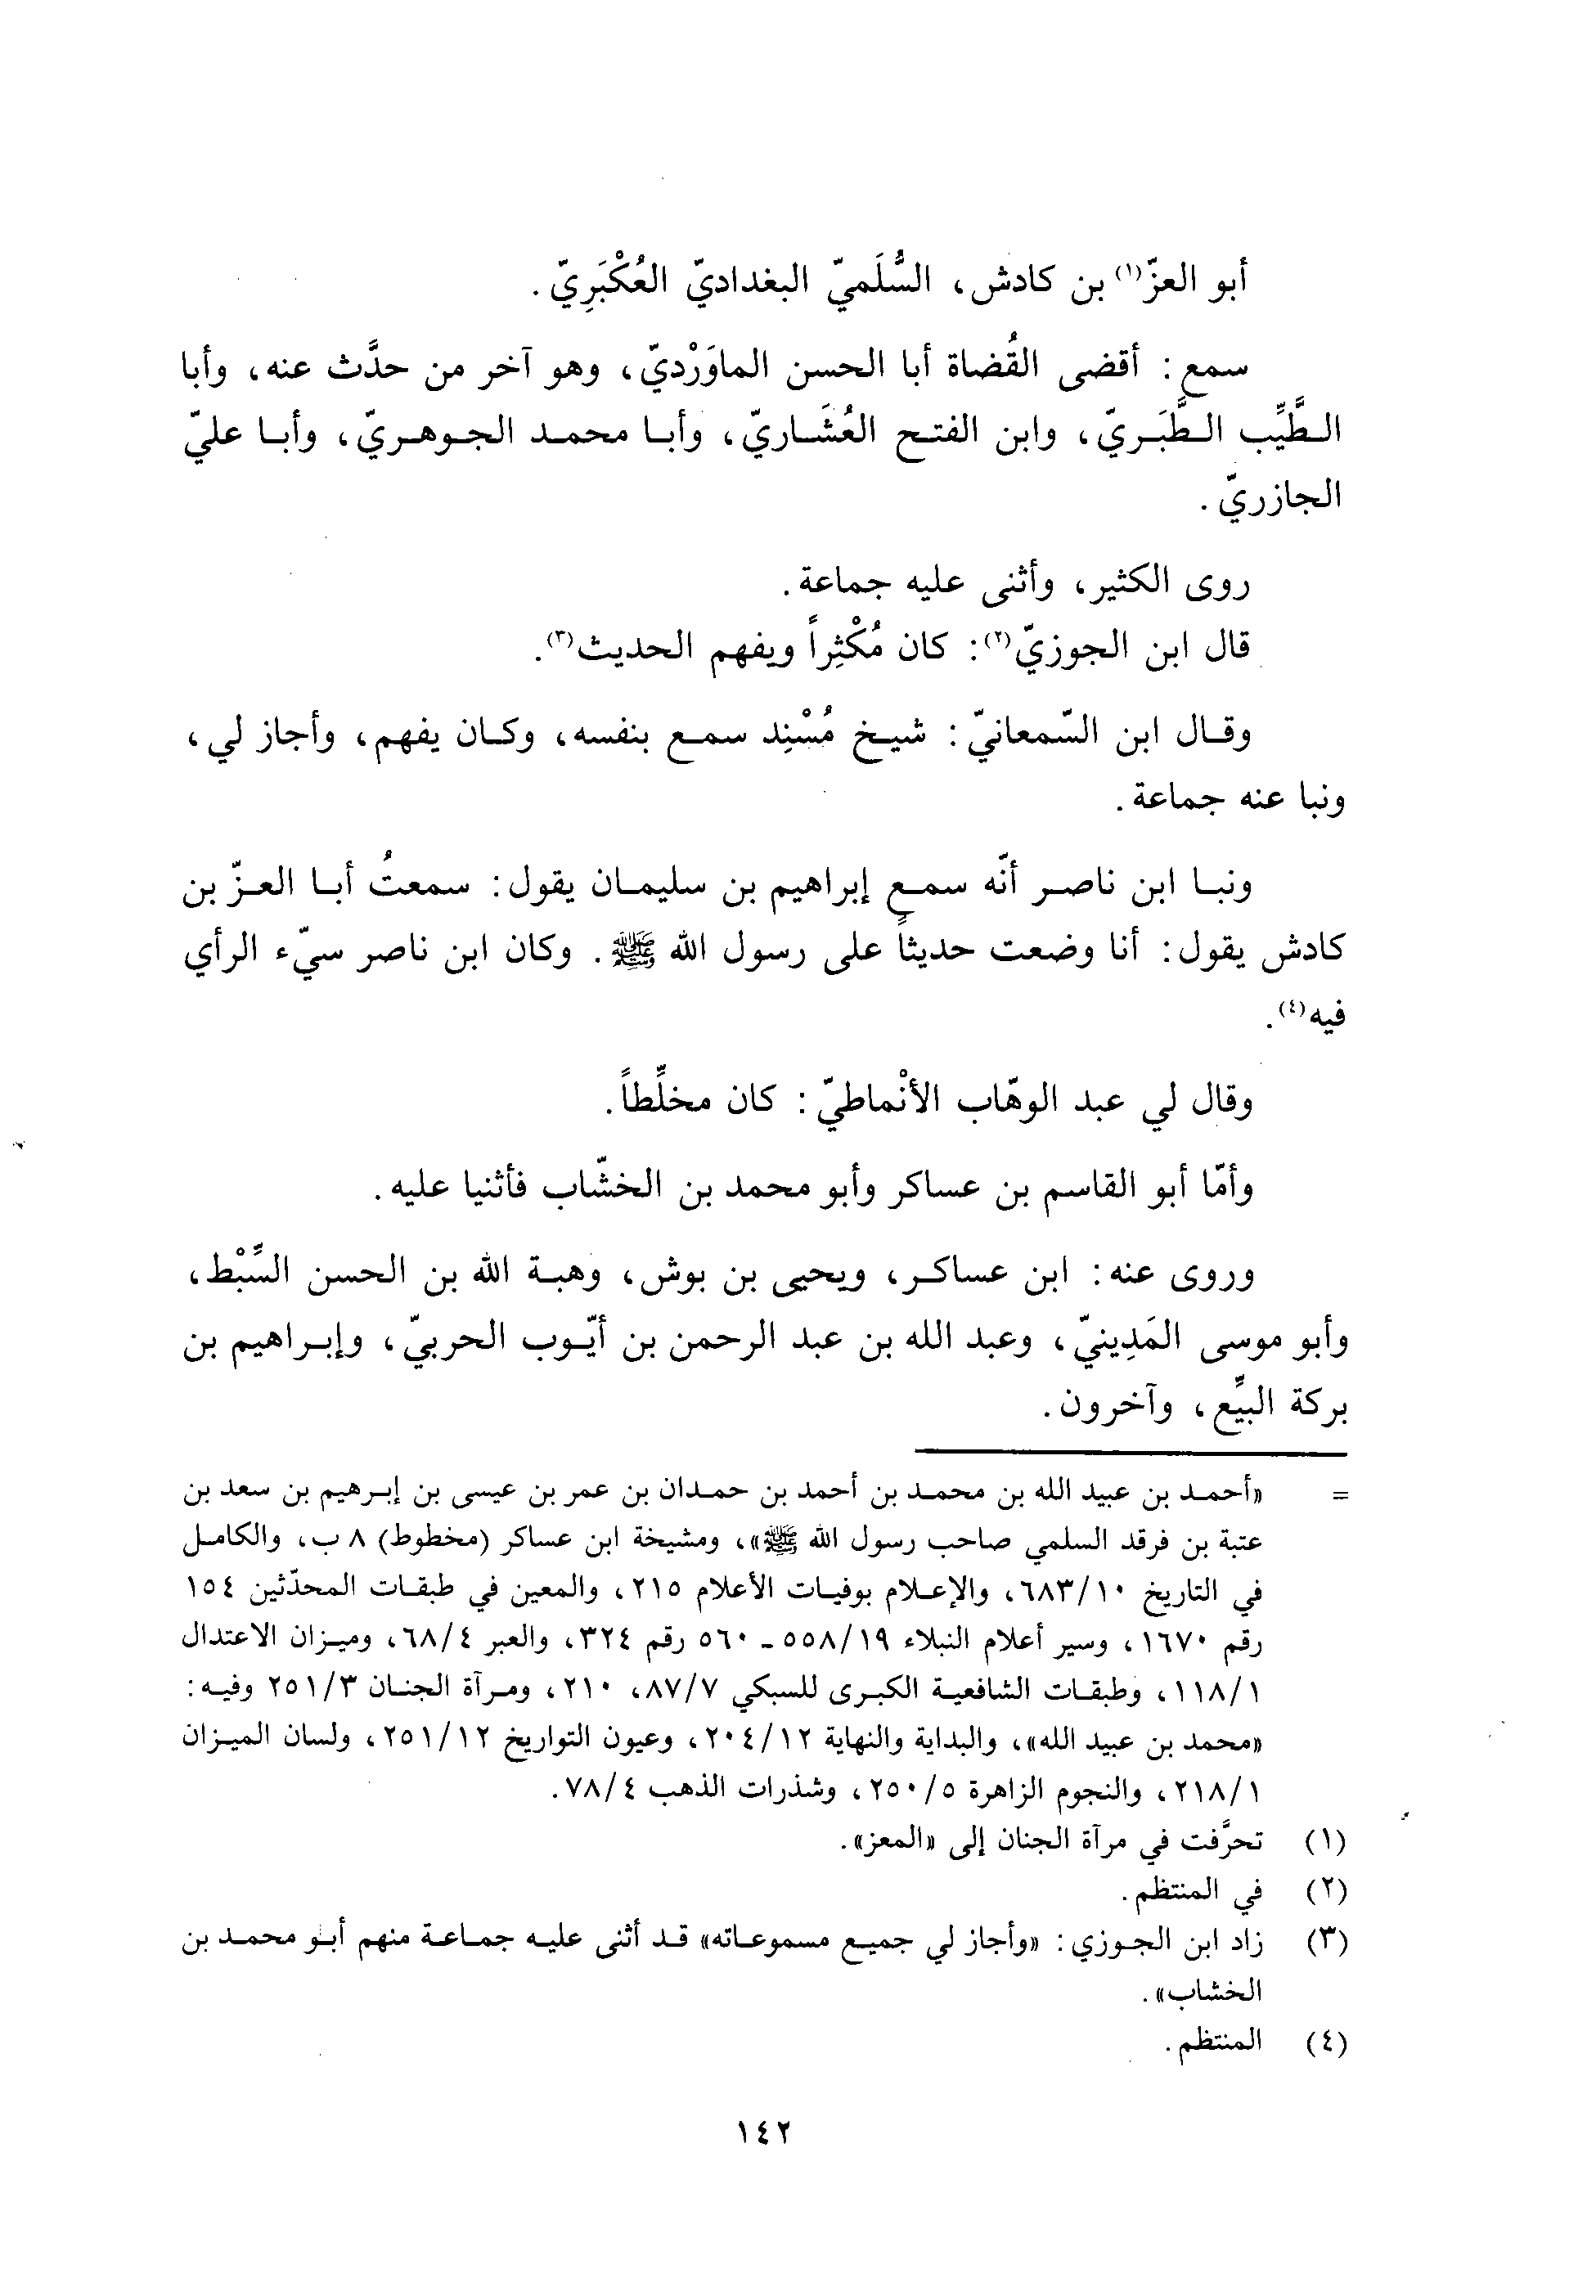 أبو العزّ(١) بن كادش، السُّلَميّ البغداديّ العُكْبَرِيّ.
سمع: أقضى القُضاة أبا الحسن الماوَرْديّ، وهو آخر من حدَّث عنه، وأبا
الطَّيِّب الطَّبَريّ، وابن الفتح العُشَاريّ، وأبا محمد الجوهريّ، وأبا عليّ
الجازريّ.
روى الكثير، وأثنى عليه جماعة.
قال ابن الجوزيّ(٢): كان مُكْثِراً ويفهم الحديث(٣).
وقال ابن السّمعانيّ: شيخ مُسْنِد سمع بنفسه، وكان يفهم، وأجاز لي،
ونبا عنه جماعة.
ونبا ابن ناصر أنّه سمع إبراهيم بن سليمان يقول: سمعتُ أبا العزّ بن
كادش يقول: أنا وضعت حديثاً على رسول الله ﷺ. وكان ابن ناصر سيّء الرأي
فيه(٤).
وقال لي عبد الوهّاب الأنْماطيّ: كان مخلِّطاً.
وأمّا أبو القاسم بن عساكر وأبو محمد بن الخشّاب فأثنيا عليه.
وروى عنه: ابن عساكر، ويحيى بن بوش، وهبة الله بن الحسن السِّبْط،
وأبو موسى المَدِينيّ، وعبد الله بن عبد الرحمن بن أيّوب الحربيّ، وإبراهيم بن
بركة البيِّع، وآخرون.
= «أحمد بن عبيد الله بن محمد بن أحمد بن حمدان بن عمر بن عيسى بن إبرهيم بن سعد بن
عتبة بن فرقد السلمي صاحب رسول الله ﷺ»، ومشيخة ابن عساكر (مخطوط) ٨ ب، والكامل
في التاريخ ٦٨٣/١٠، والإعلام بوفيات الأعلام ٢١٥، والمعين في طبقات المحدّثين ١٥٤
رقم ١٦٧٠، وسير أعلام النبلاء ٥٥٨/١٩ ـ ٥٦٠ رقم ٣٢٤، والعبر ٦٨/٤، وميزان الاعتدال
١١٨/١، وطبقات الشافعية الكبرى للسبكي ٨٧/٧، ٢١٠، ومرآة الجنان ٢٥١/٣ وفيه:
«محمد بن عبيد الله»، والبداية والنهاية ٢٠٤/١٢، وعيون التواريخ ٢٥١/١٢، ولسان الميزان
٢١٨/١، والنجوم الزاهرة ٢٥٠/٥، وشذرات الذهب ٧٨/٤.
(١) تحرَّفت في مرآة الجنان إلى «المعز».
(٢) في المنتظم.
(٣) زاد ابن الجوزي: «وأجاز لي جميع مسموعاته» قد أثنى عليه جماعة منهم أبو محمد بن
الخشاب».
(٤) المنتظم.
١٤٢